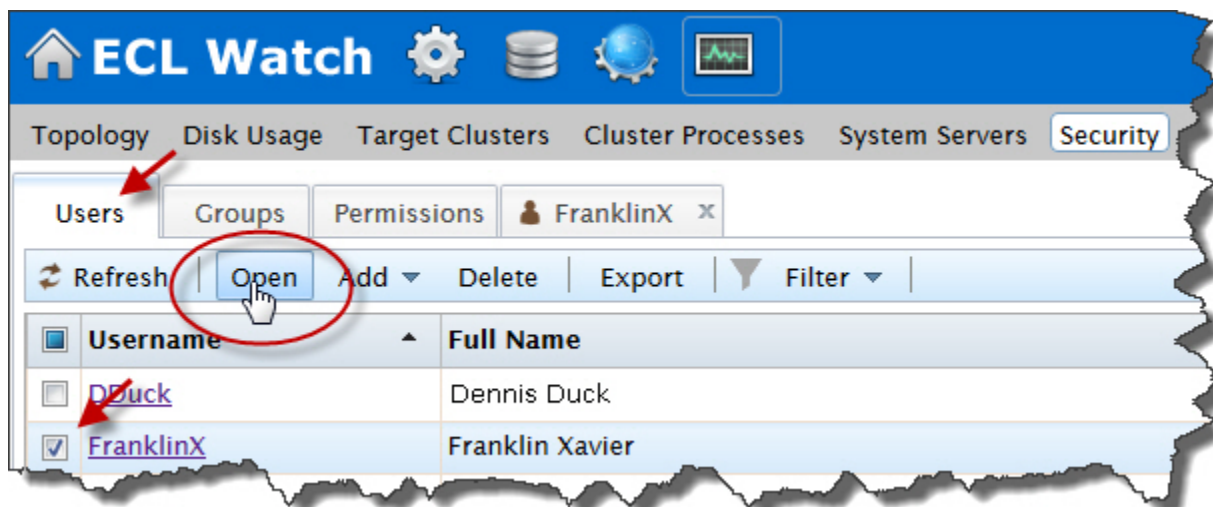 ECL Watch
Topology Disk Usage Target Clusters Cluster Processes System Servers Security
Users Groups Permissions FranklinX x
Refresh Open Add Delete Export Filter
Username Full Name
DDuck Dennis Duck
FranklinX Franklin Xavier